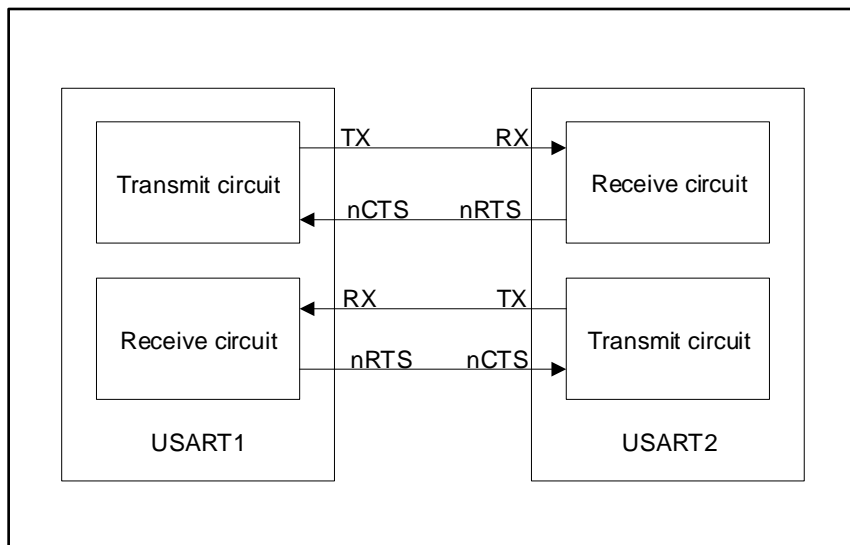 TX RX
Transmit circuit Receive circuit
nCTS nRTS
RX TX
Receive circuit Transmit circuit
nRTS nCTS
USART1 USART2